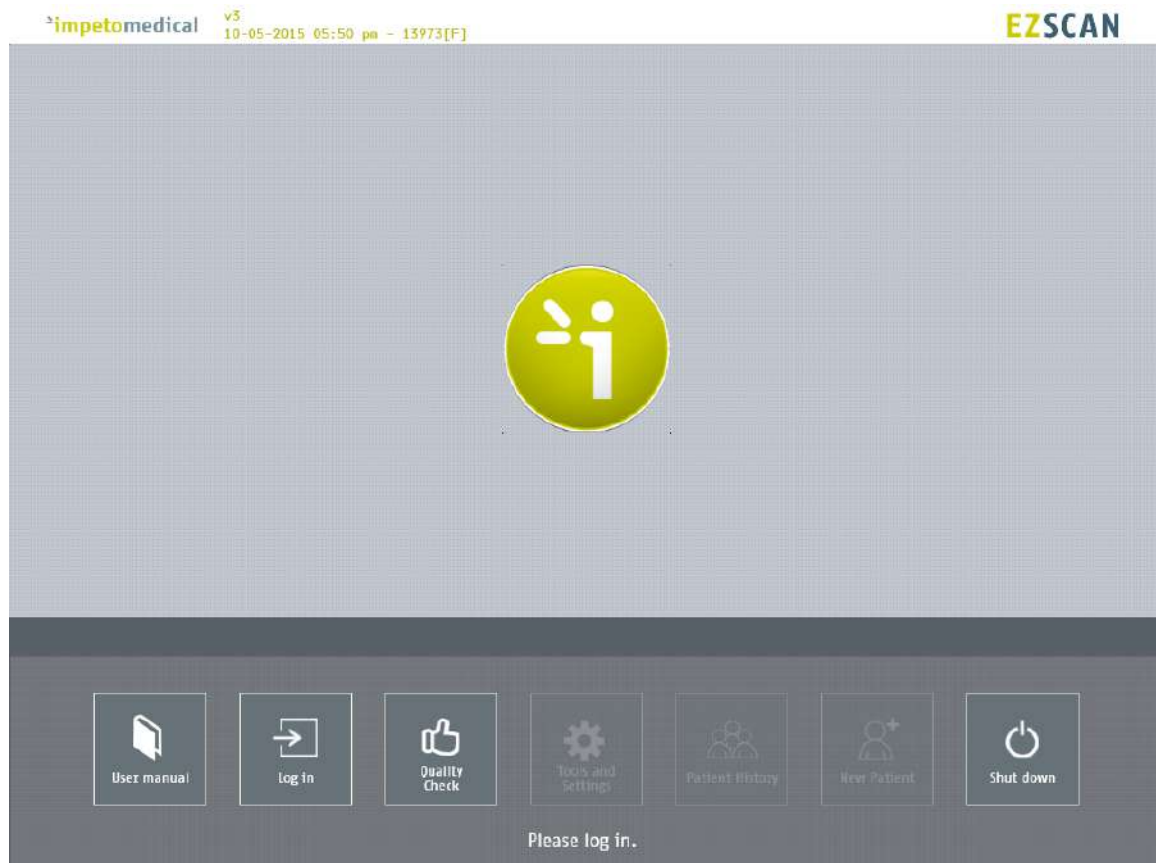 impetomedical
v3
10-05-2015 05:50 pm - 13973[F]
EZSCAN
User manual
Log in
Quality
Check
Tools and
Settings
Patient History
New Patient
Shut down
Please log in.